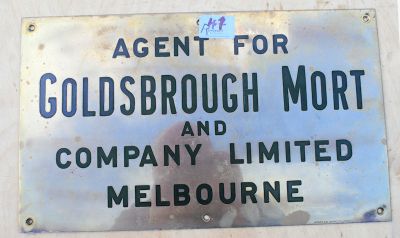 AGENT FOR
GOLDSBROUGH MORT
AND
COMPANY LIMITED
MELBOURNE